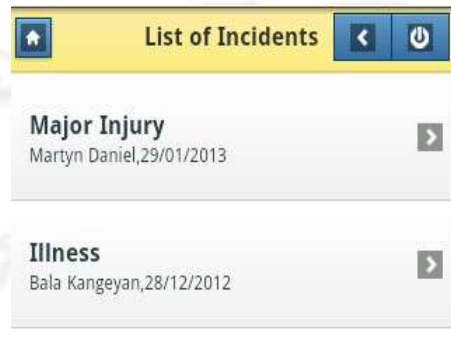 List of Incidents
Major Injury
Martyn Daniel,29/01/2013
Illness
Bala Kangeyan,28/12/2012